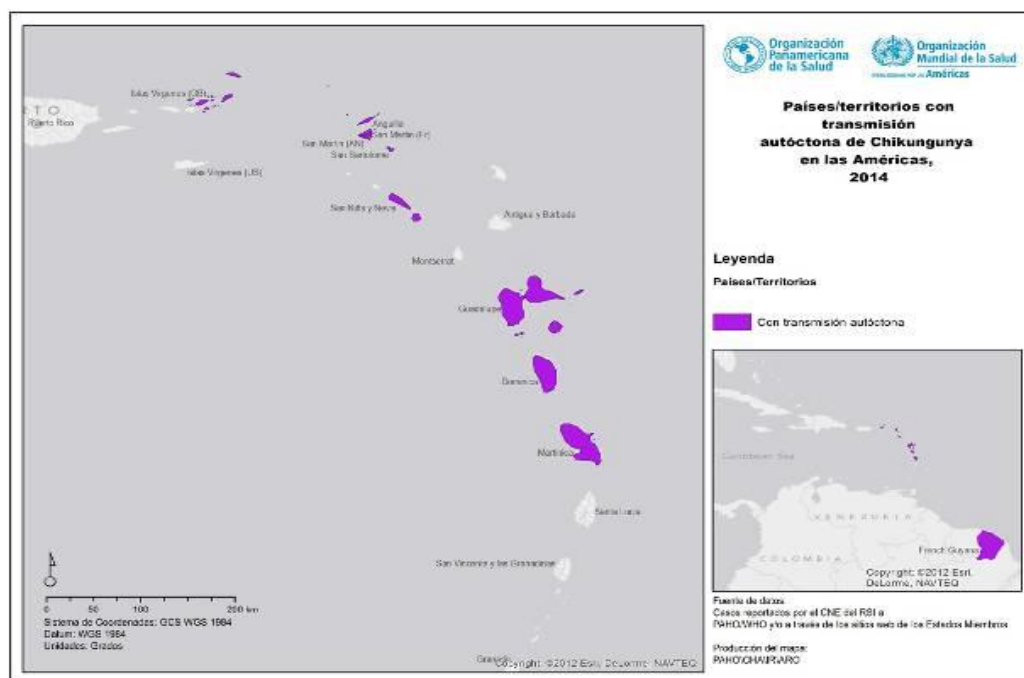 Organización
Panamericana
de la Salud
Organización
Mundial de la Salud
Américas
Países/territorios con
transmisión
autóctona de Chikungunya
en las Américas,
2014
Leyenda
Países/Territorios
Con transmisión autóctona
RTO
Puerto Rico
Islas Vírgenes (GB)
Islas Vírgenes (US)
Anguilla
San Martín (Fr)
San Martín (AN)
San Bartolomé
San Kitts y Nevis
Antigua y Barbuda
Montserrat
Guadalupe
Dominica
Martinica
Santa Lucia
San Vincente y las Granadinas
Granada
Copyright: ©2012 Esri, DeLorme, NAVTEQ
0 50 100 200 km
Sistema de Coordenadas: GCS WGS 1984
Datum: WGS 1984
Unidades: Grados
Caribbean Sea
VENEZUELA
COLOMBIA
French Guyana
Copyright: ©2012 Esri,
DeLorme, NAVTEQ
Fuente de datos:
Casos reportados por el CNE del RSI a
PAHO/WHO y/o a través de los sitios web de los Estados Miembros
Producción del mapa:
PAHO\CHA\IR\ARO